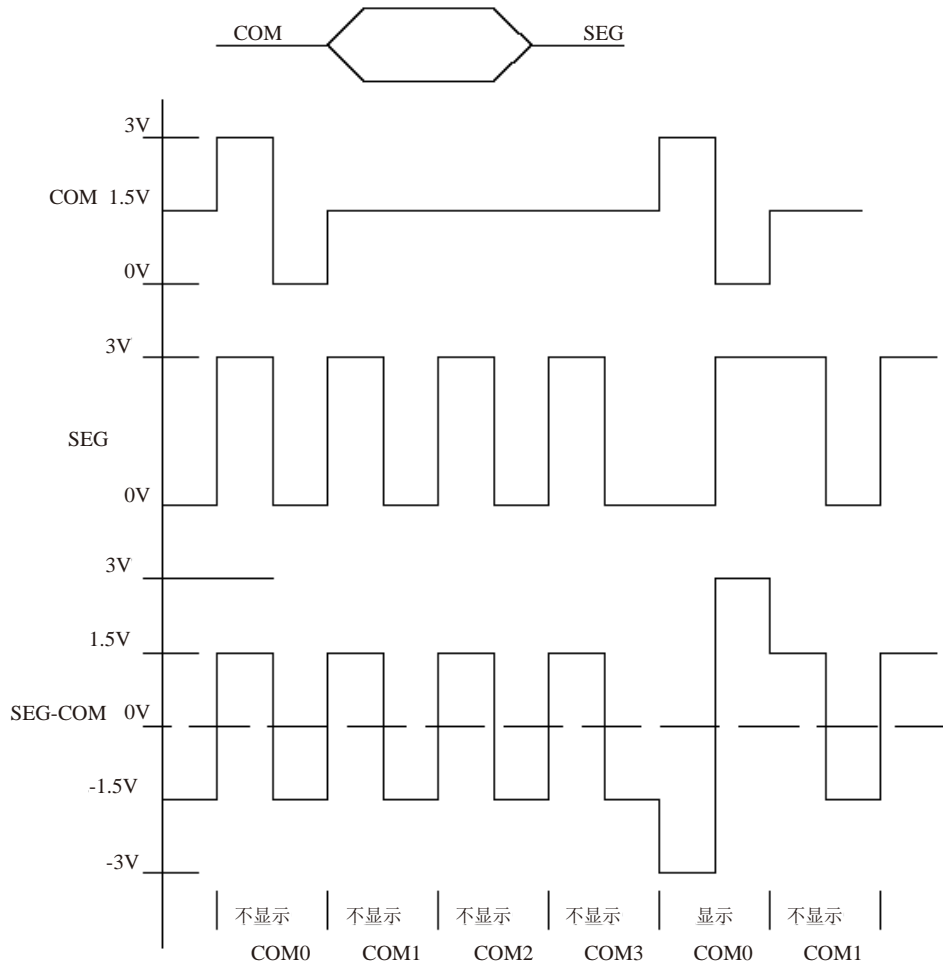 COM SEG
3V
COM 1.5V
0V
3V
SEG
0V
3V
1.5V
SEG-COM 0V
-1.5V
-3V
不显示 不显示 不显示 不显示 显示 不显示
COM0 COM1 COM2 COM3 COM0 COM1